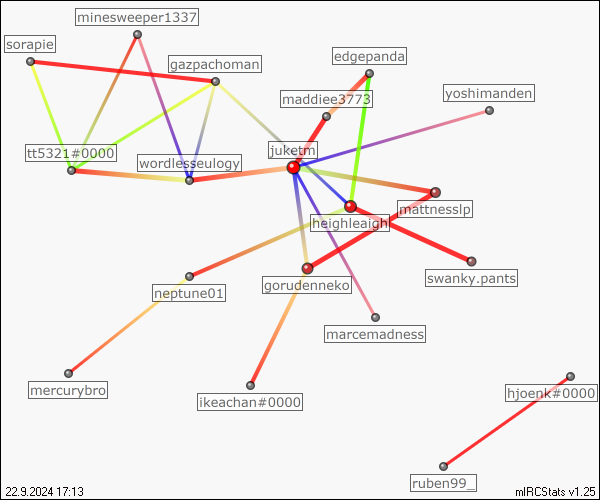 minesweeper1337
sorapie
edgepanda
gazpachoman
maddiee3773
yoshimanden
juketm
tt5321#0000
wordlesseulogy
mattnesslp
heighleaigh
swanky.pants
gorudenneko
neptune01
marcemadness
mercurybro
hjoenk#0000
ikeachan#0000
ruben99_
22.9.2024 17:13
mIRCStats v1.25